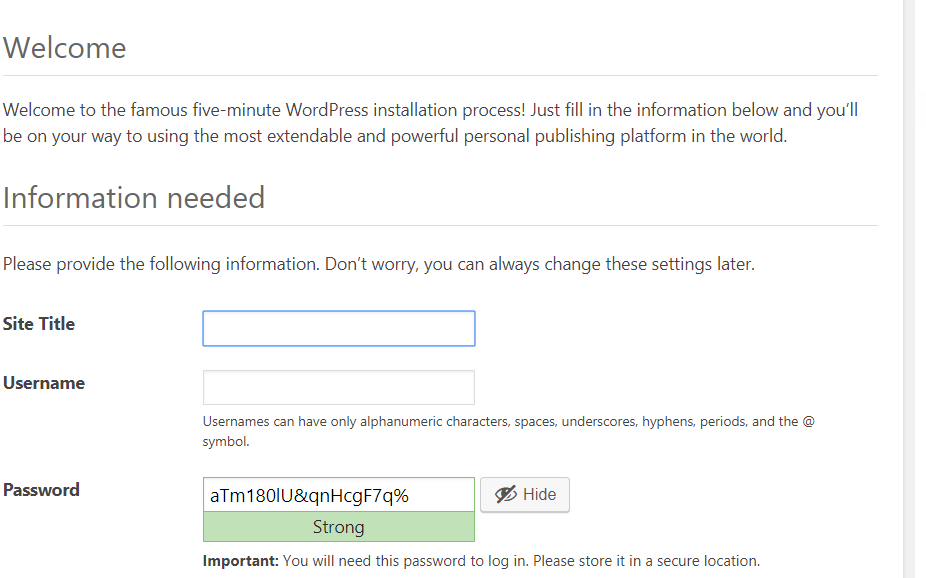 Welcome
Welcome to the famous five-minute WordPress installation process! Just fill in the information below and you’ll
be on your way to using the most extendable and powerful personal publishing platform in the world.
Information needed
Please provide the following information. Don’t worry, you can always change these settings later.
Site Title
Username
Usernames can have only alphanumeric characters, spaces, underscores, hyphens, periods, and the @
symbol.
Password
aTm180lU&qnHcgF7q%
Hide
Strong
Important: You will need this password to log in. Please store it in a secure location.